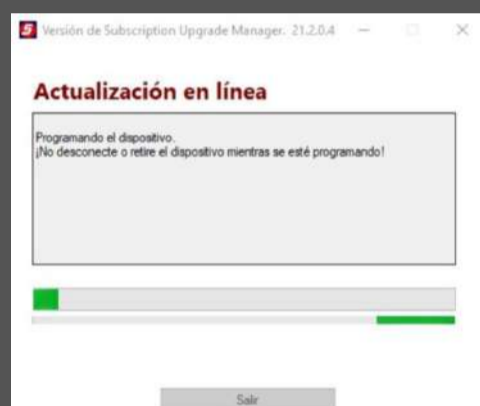 Versión de Subscription Upgrade Manager. 21.2.0.4
Actualización en línea
Programando el dispositivo.
¡No desconecte o retire el dispositivo mientras se esté programando!
Salir